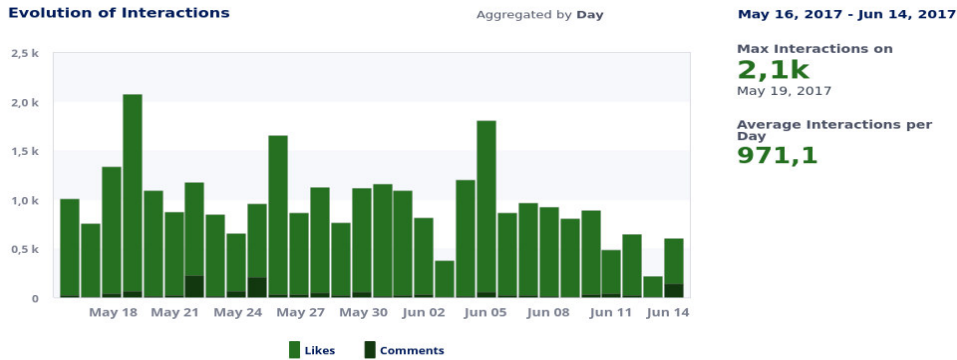 Evolution of Interactions
Aggregated by Day
May 16, 2017 - Jun 14, 2017
Max Interactions on
2,1k
May 19, 2017
Average Interactions per
Day
971,1
2,5 k
2,0 k
1,5 k
1,0 k
0,5 k
0
May 18 May 21 May 24 May 27 May 30 Jun 02 Jun 05 Jun 08 Jun 11 Jun 14
Likes Comments